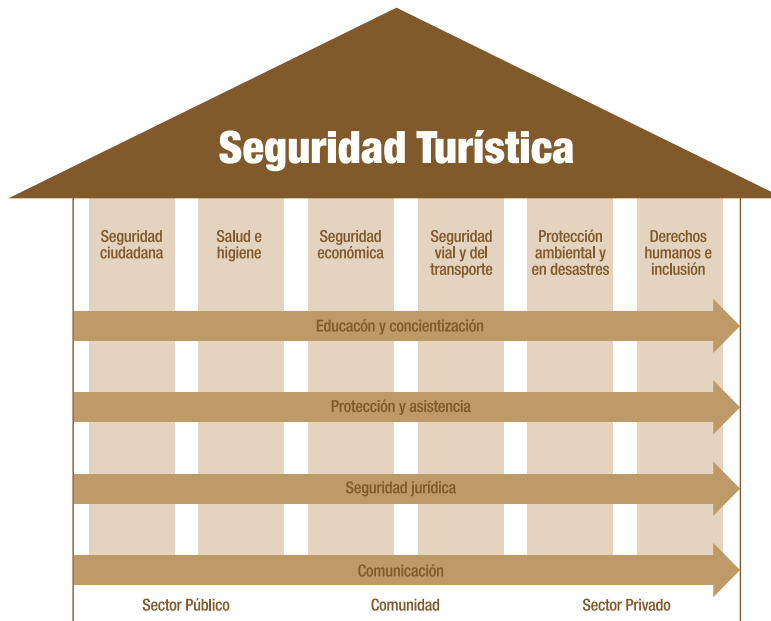 Seguridad Turística
Seguridad
ciudadana
Salud e
higiene
Seguridad
económica
Seguridad
vial y del
transporte
Protección
ambiental y
en desastres
Derechos
humanos e
inclusión
Educacón y concientización
Protección y asistencia
Seguridad jurídica
Comunicación
Sector Público
Comunidad
Sector Privado